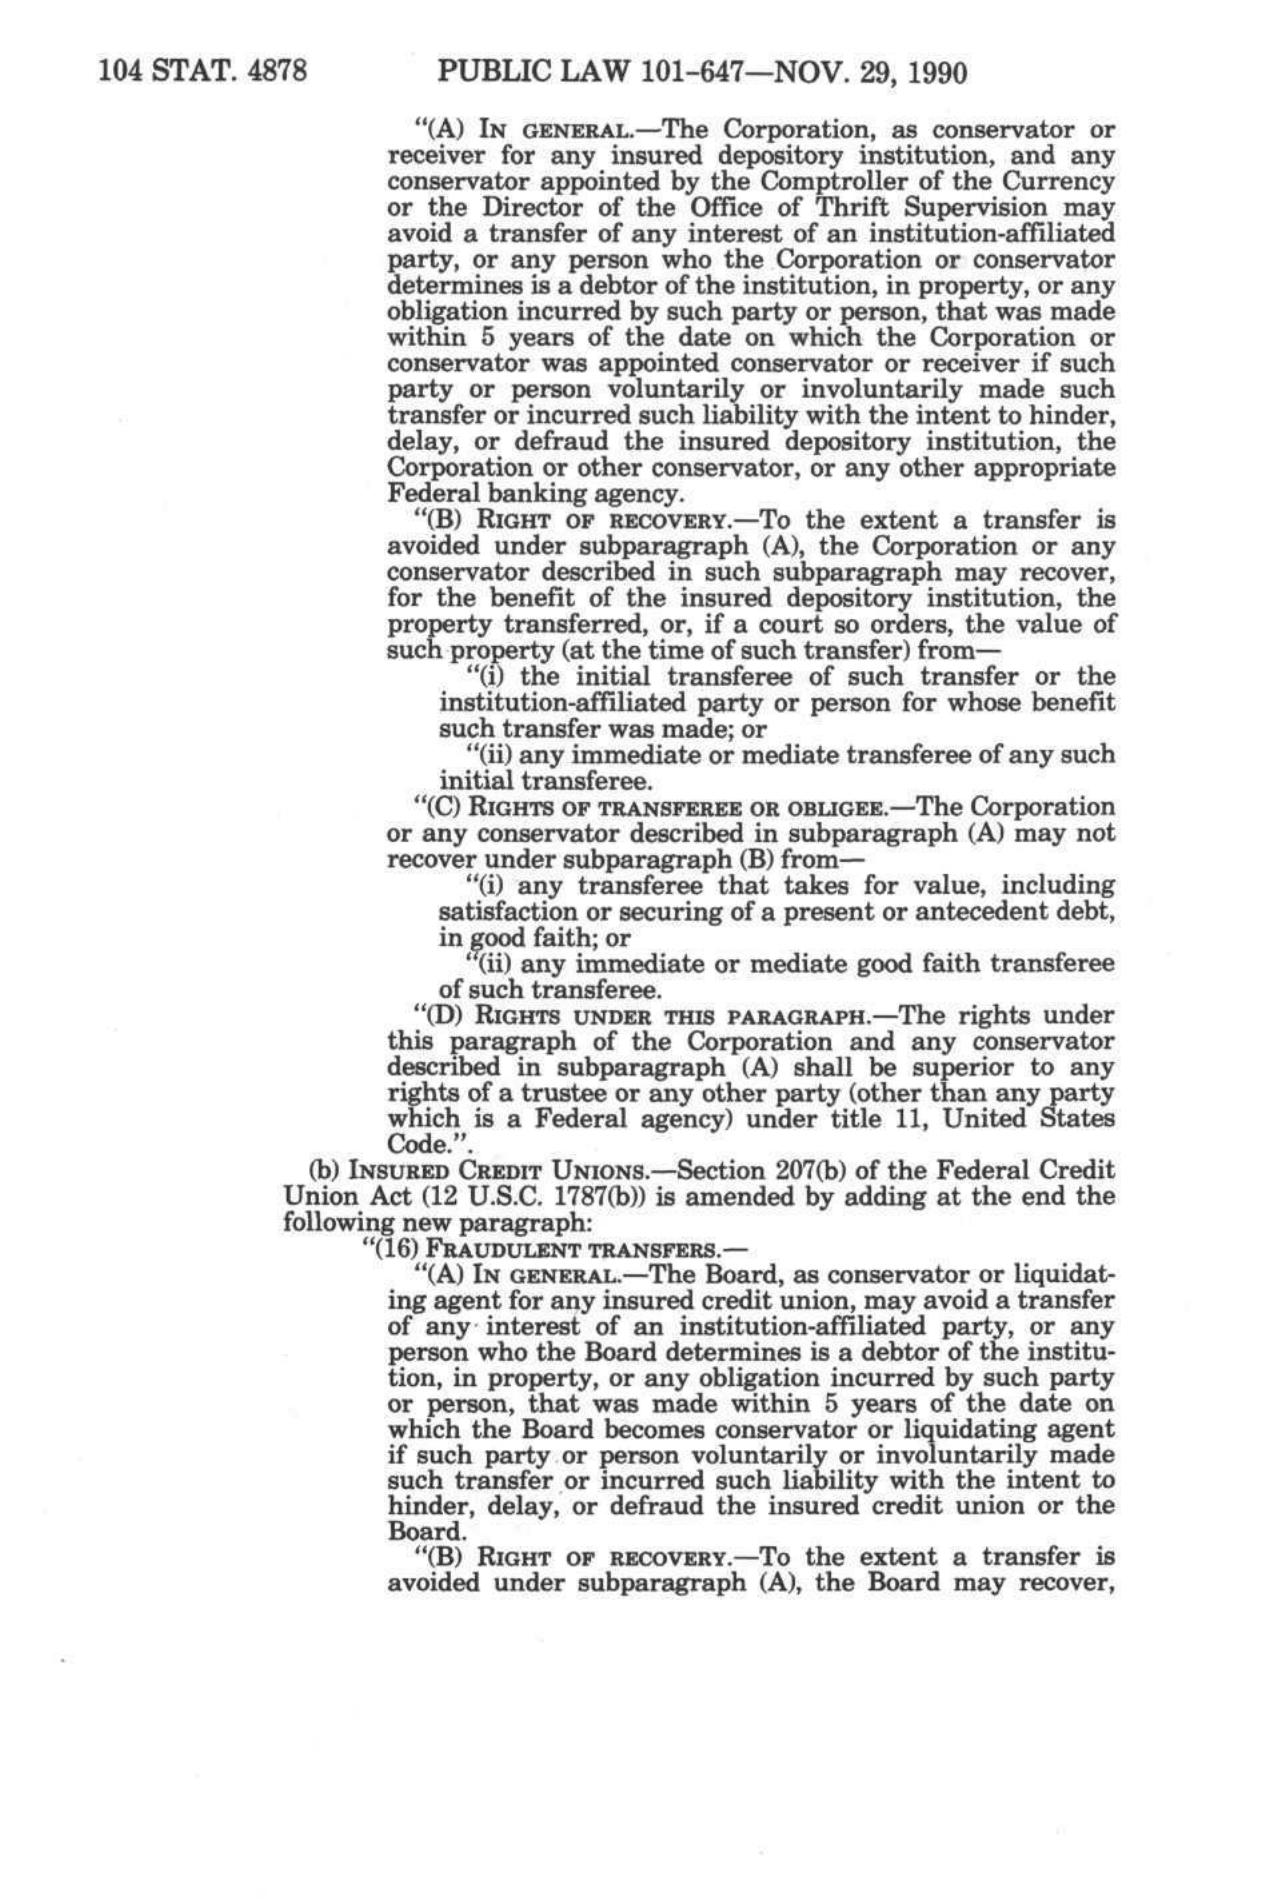 104 STAT. 4878 PUBLIC LAW 101-647—NOV. 29, 1990
“(A) IN GENERAL.—The Corporation, as conservator or
receiver for any insured depository institution, and any
conservator appointed by the Comptroller of the Currency
or the Director of the Office of Thrift Supervision may
avoid a transfer of any interest of an institution-affiliated
party, or any person who the Corporation or conservator
determines is a debtor of the institution, in property, or any
obligation incurred by such party or person, that was made
within 5 years of the date on which the Corporation or
conservator was appointed conservator or receiver if such
party or person voluntarily or involuntarily made such
transfer or incurred such liability with the intent to hinder,
delay, or defraud the insured depository institution, the
Corporation or other conservator, or any other appropriate
Federal banking agency.
“(B) RIGHT OF RECOVERY.—To the extent a transfer is
avoided under subparagraph (A), the Corporation or any
conservator described in such subparagraph may recover,
for the benefit of the insured depository institution, the
property transferred, or, if a court so orders, the value of
such property (at the time of such transfer) from—
“(i) the initial transferee of such transfer or the
institution-affiliated party or person for whose benefit
such transfer was made; or
“(ii) any immediate or mediate transferee of any such
initial transferee.
“(C) RIGHTS OF TRANSFEREE OR OBLIGEE.—The Corporation
or any conservator described in subparagraph (A) may not
recover under subparagraph (B) from—
“(i) any transferee that takes for value, including
satisfaction or securing of a present or antecedent debt,
in good faith; or
“(ii) any immediate or mediate good faith transferee
of such transferee.
“(D) RIGHTS UNDER THIS PARAGRAPH.—The rights under
this paragraph of the Corporation and any conservator
described in subparagraph (A) shall be superior to any
rights of a trustee or any other party (other than any party
which is a Federal agency) under title 11, United States
Code.”.
(b) INSURED CREDIT UNIONS.—Section 207(b) of the Federal Credit
Union Act (12 U.S.C. 1787(b)) is amended by adding at the end the
following new paragraph:
“(16) FRAUDULENT TRANSFERS.—
“(A) IN GENERAL.—The Board, as conservator or liquidat-
ing agent for any insured credit union, may avoid a transfer
of any interest of an institution-affiliated party, or any
person who the Board determines is a debtor of the institu-
tion, in property, or any obligation incurred by such party
or person, that was made within 5 years of the date on
which the Board becomes conservator or liquidating agent
if such party or person voluntarily or involuntarily made
such transfer or incurred such liability with the intent to
hinder, delay, or defraud the insured credit union or the
Board.
“(B) RIGHT OF RECOVERY.—To the extent a transfer is
avoided under subparagraph (A), the Board may recover,